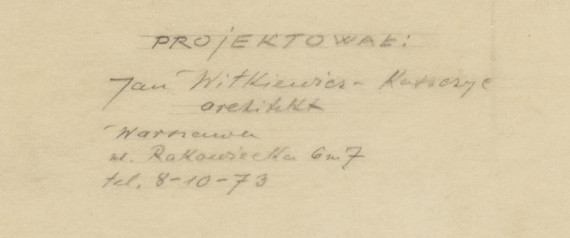 PROJEKTOWAŁ:
Jan Witkiewicz - Koszczyc
architekt
Warszawa
ul. Rakowiecka 6 m 7
tel. 8-10-73